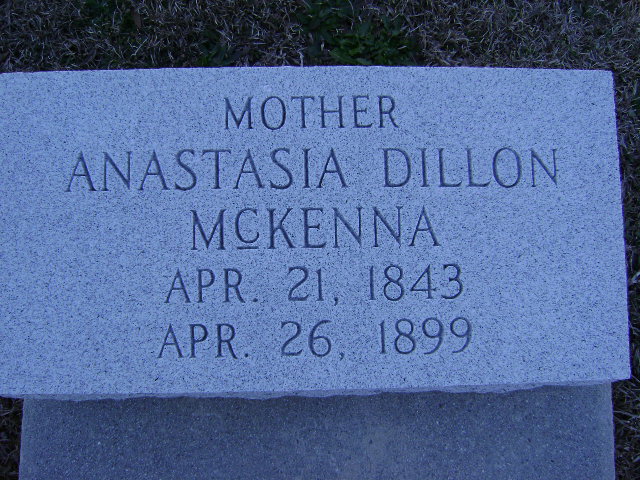 MOTHER
ANASTASIA DILLON
McKENNA
APR. 21, 1843
APR. 26, 1899